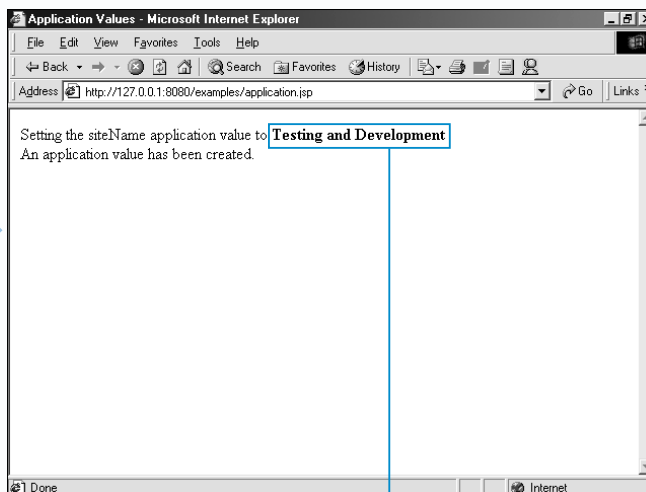 Application Values - Microsoft Internet Explorer
File Edit View Favorites Tools Help
Back Search Favorites History
Address http://127.0.0.1:8080/examples/application.jsp Go Links
Setting the siteName application value to Testing and Development
An application value has been created.
Done Internet